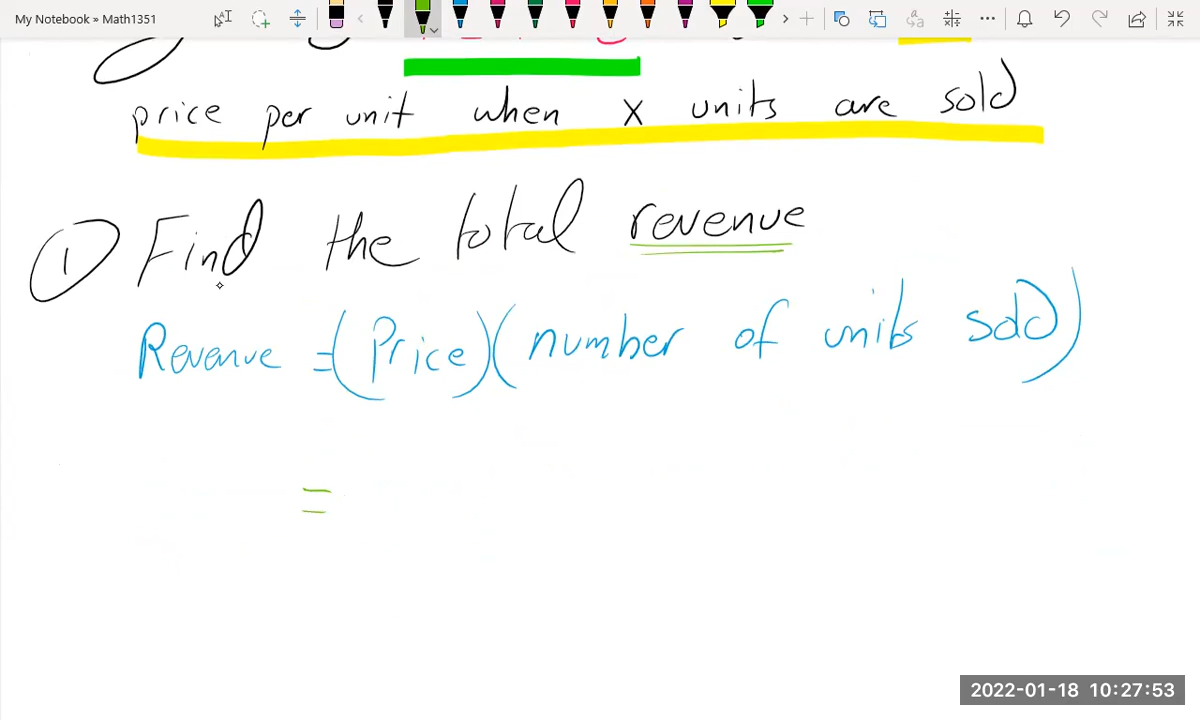 My Notebook » Math1351
price per unit when x units are sold
① Find the total revenue
Revenue = (Price)(number of units sold)
=
2022-01-18 10:27:53